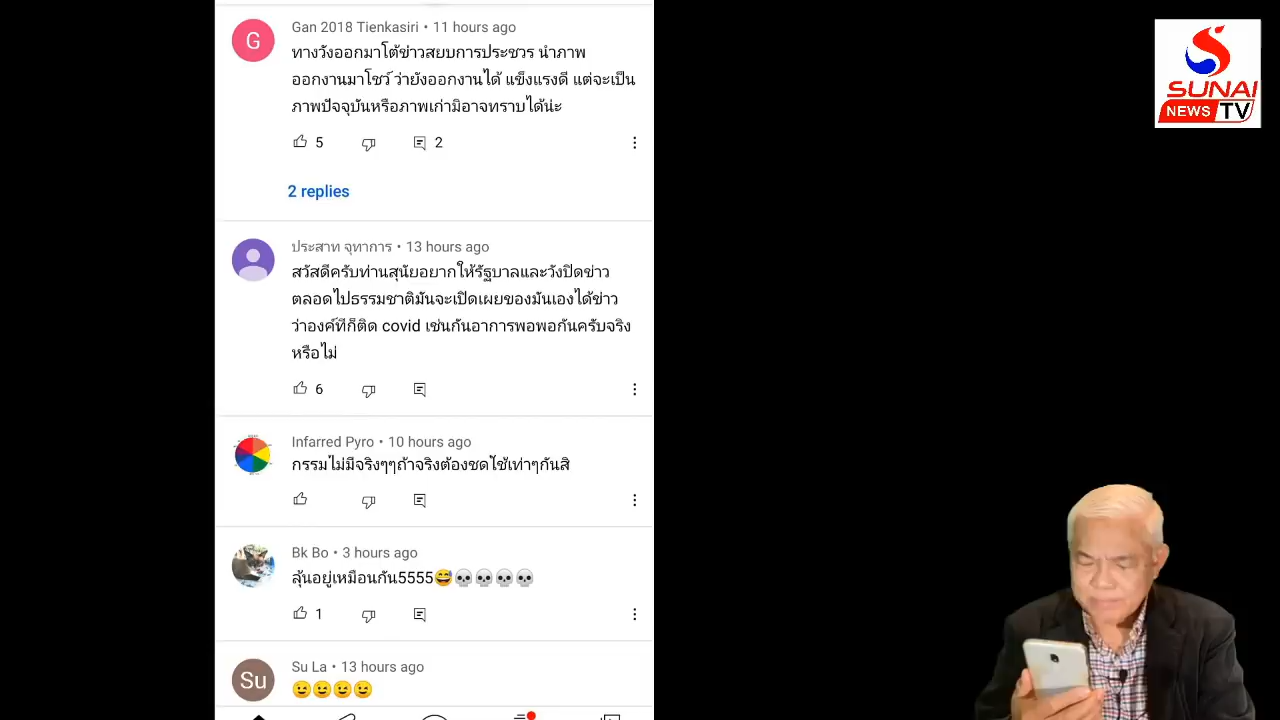 Gan 2018 Tienkasiri • 11 hours ago
ทางวังออกมาโต้ข่าวสยบการประชวร นำภาพ
ออกงานมาโชว์ ว่ายังออกงานได้ แข็งแรงดี แต่จะเป็น
ภาพปัจจุบันหรือภาพเก่ามิอาจทราบได้น่ะ
5 2
2 replies
ประสาท จุฑาการ • 13 hours ago
สวัสดีครับท่านสุนัยอยากให้รัฐบาลและวังปิดข่าว
ตลอดไปธรรมชาติมันจะเปิดเผยของมันเองได้ข่าว
ว่าองค์ทีก็ติด covid เช่นกันอาการพอพอกันครับจริง
หรือไม่
6
Infarred Pyro • 10 hours ago
กรรมไม่มีจริงๆๆถ้าจริงต้องชดใช้เท่าๆกันสิ
Bk Bo • 3 hours ago
ลุ้นอยู่เหมือนกัน5555😅💀💀💀💀
1
Su La • 13 hours ago
😉😉😉😉
G
Su
SUNAI
NEWS TV